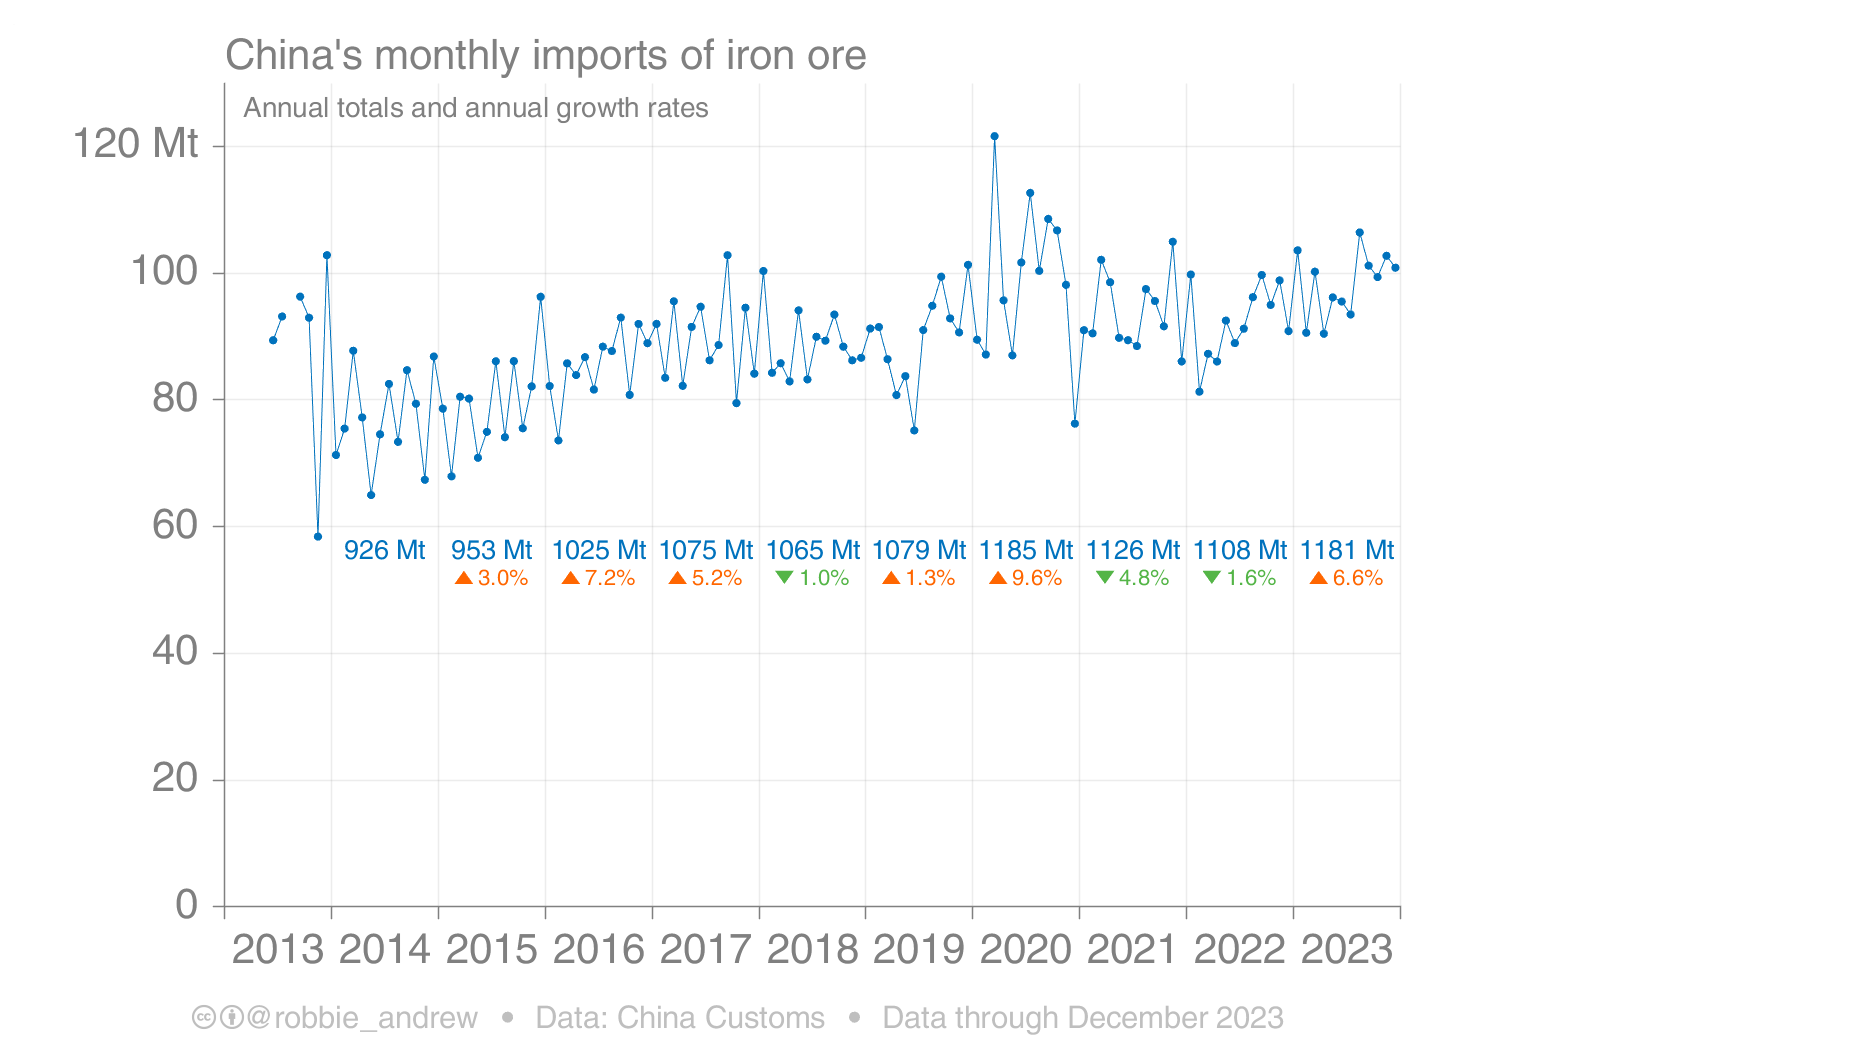 China's monthly imports of iron ore
Annual totals and annual growth rates
120 Mt
100
80
60
926 Mt 953 Mt 1025 Mt 1075 Mt 1065 Mt 1079 Mt 1185 Mt 1126 Mt 1108 Mt 1181 Mt
▲ 3.0% ▲ 7.2% ▲ 5.2% ▼ 1.0% ▲ 1.3% ▲ 9.6% ▼ 4.8% ▼ 1.6% ▲ 6.6%
40
20
0
2013 2014 2015 2016 2017 2018 2019 2020 2021 2022 2023
cc @robbie_andrew • Data: China Customs • Data through December 2023